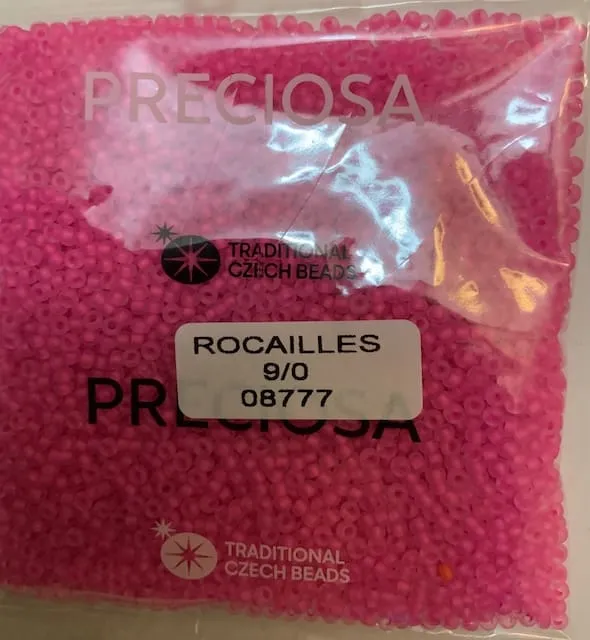 PRECIOSA
TRADITIONAL
CZECH BEADS
ROCAILLES
9/0
08777
PRECIOSA
TRADITIONAL
CZECH BEADS